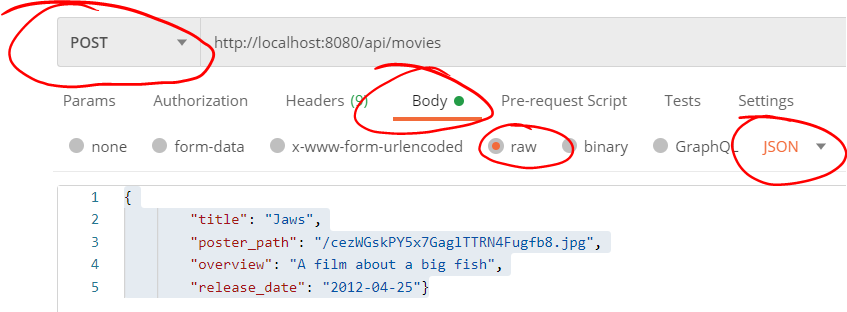 POST http://localhost:8080/api/movies
Params Authorization Headers (9) Body Pre-request Script Tests Settings
none form-data x-www-form-urlencoded raw binary GraphQL JSON
1 {
2 "title": "Jaws",
3 "poster_path": "/cezWGskPY5x7GaglTTRN4Fugfb8.jpg",
4 "overview": "A film about a big fish",
5 "release_date": "2012-04-25"}